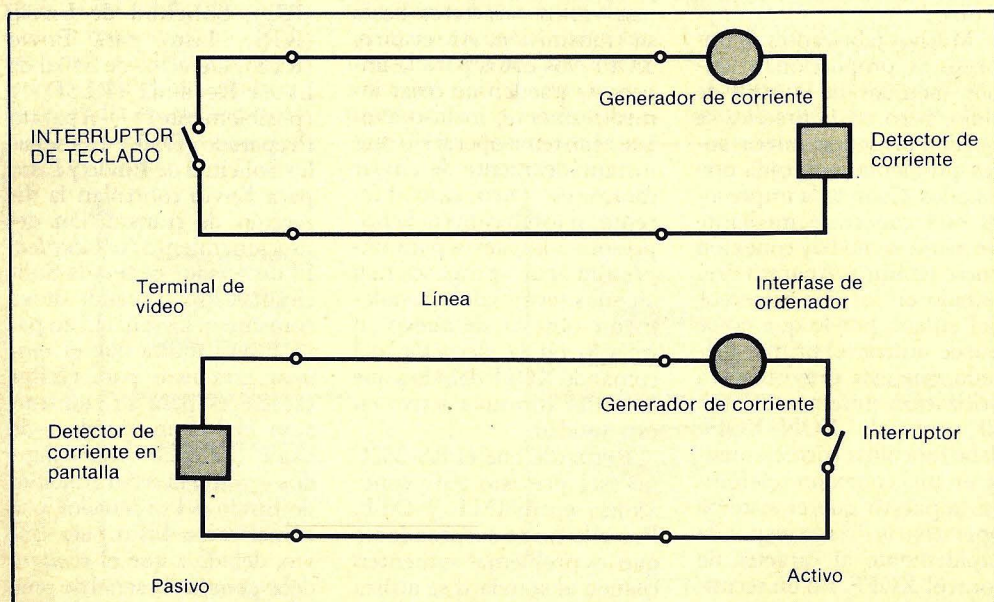 Generador de corriente
INTERRUPTOR
DE TECLADO
Detector de
corriente
Terminal de
vídeo
Línea
Interfase de
ordenador
Generador de corriente
Detector de
corriente en
pantalla
Interruptor
Pasivo
Activo